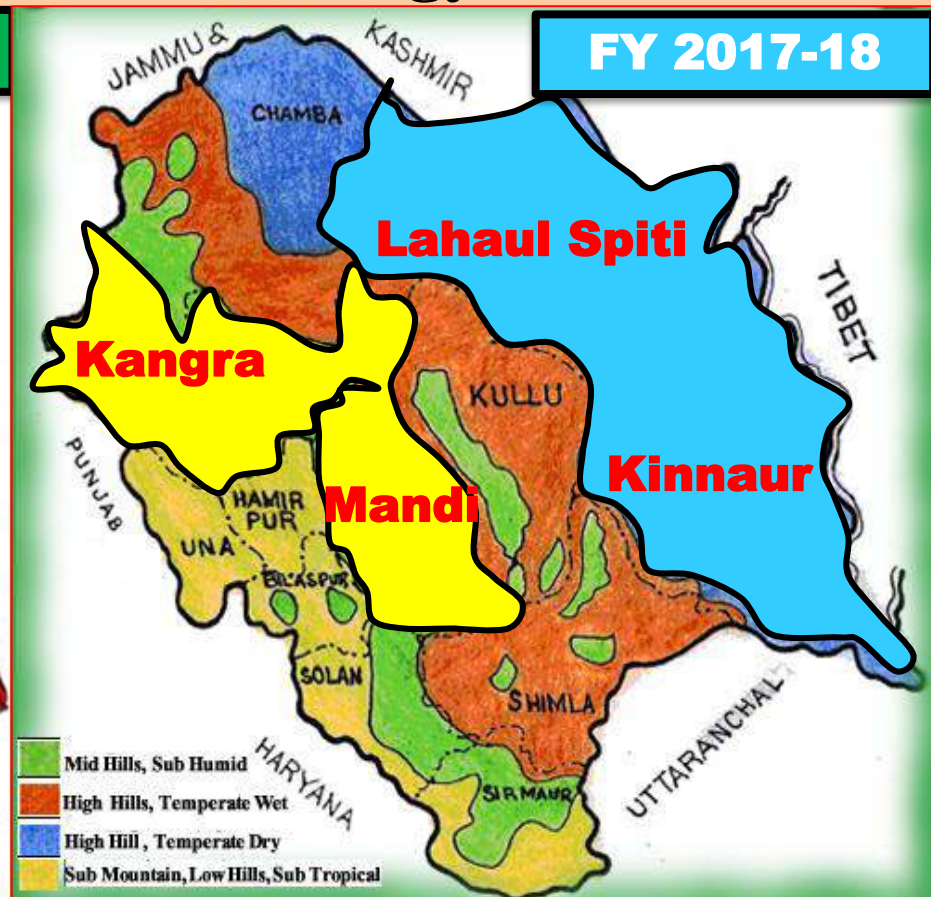 FY 2017-18
JAMMU &
KASHMIR
CHAMBA
Lahaul Spiti
TIBET
Kangra
KULLU
Kinnaur
PUNJAB
HAMIR
PUR
Mandi
UNA
BILASPUR
SOLAN
SHIMLA
UTTARANCHAL
HARYANA
SIRMAUR
Mid Hills, Sub Humid
High Hills, Temperate Wet
High Hill , Temperate Dry
Sub Mountain, Low Hills, Sub Tropical